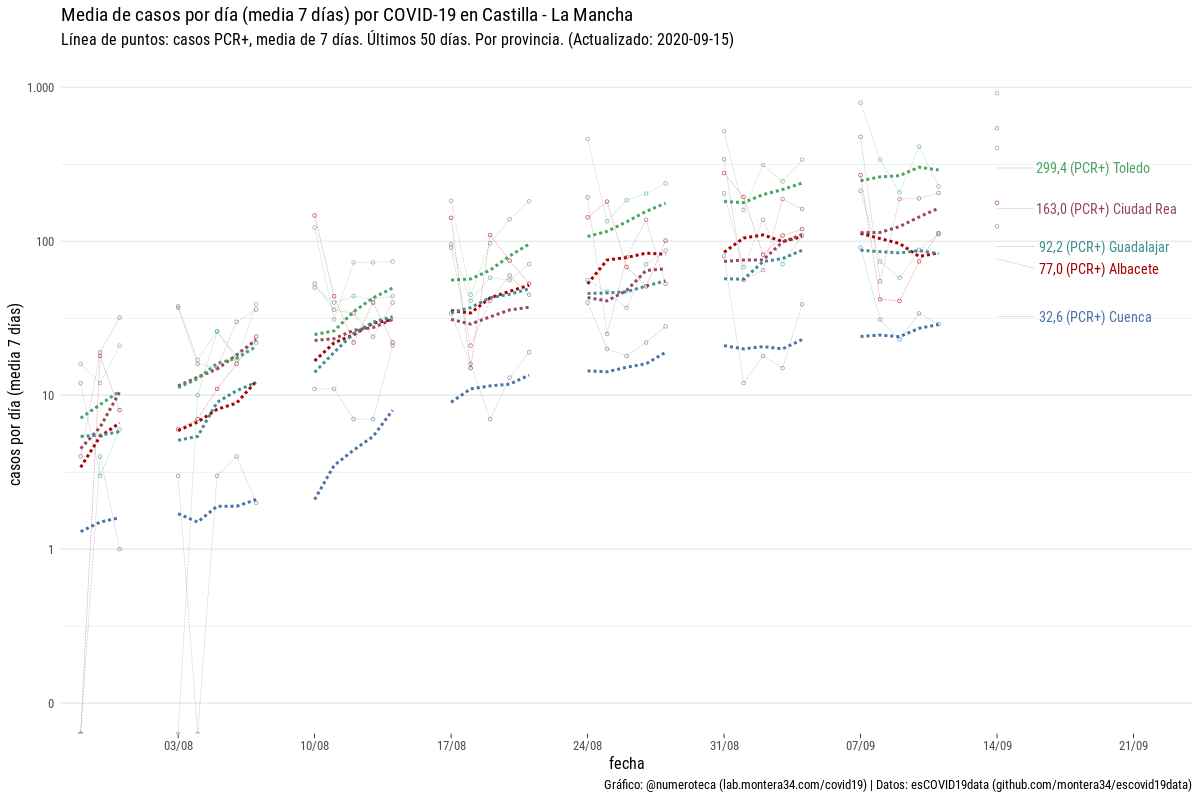 Media de casos por día (media 7 días) por COVID-19 en Castilla - La Mancha
Línea de puntos: casos PCR+, media de 7 días. Últimos 50 días. Por provincia. (Actualizado: 2020-09-15)
1.000
100
10
1
0
casos por día (media 7 días)
299,4 (PCR+) Toledo
163,0 (PCR+) Ciudad Rea
92,2 (PCR+) Guadalajar
77,0 (PCR+) Albacete
32,6 (PCR+) Cuenca
03/08
10/08
17/08
24/08
31/08
07/09
14/09
21/09
fecha
Gráfico: @numeroteca (lab.montera34.com/covid19) | Datos: esCOVID19data (github.com/montera34/escovid19data)